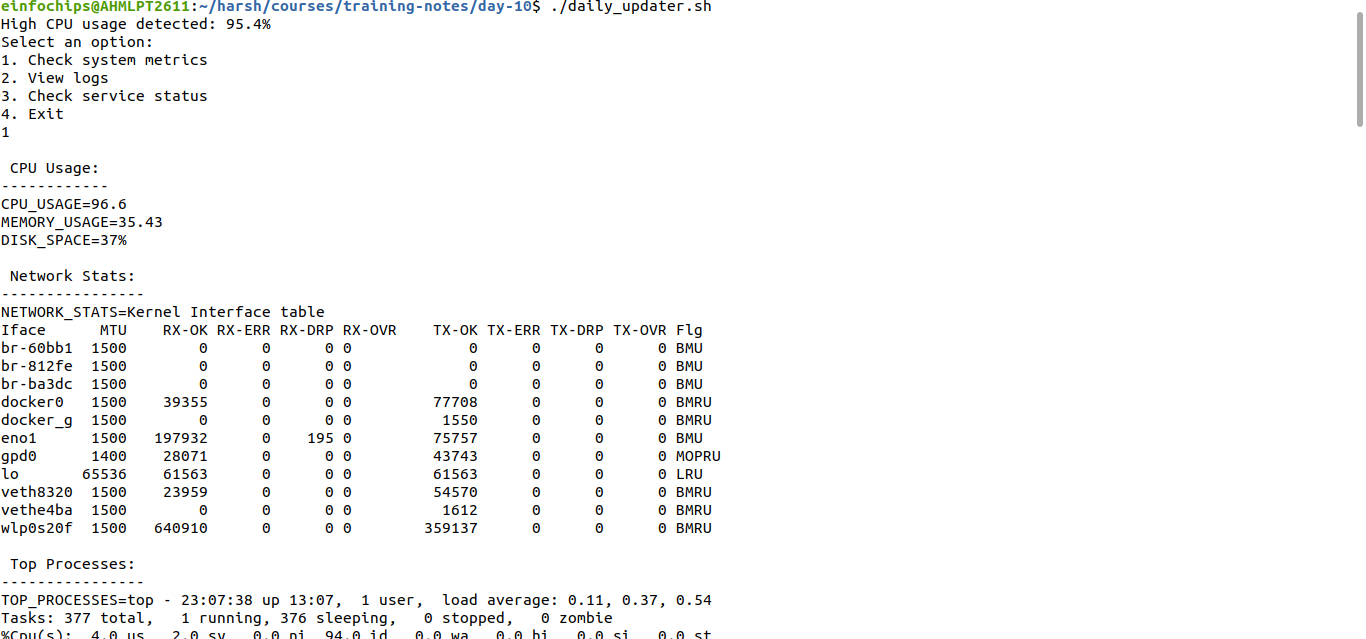 einfochips@AHMLPT2611:~/harsh/courses/training-notes/day-10$ ./daily_updater.sh
High CPU usage detected: 95.4%
Select an option:
1. Check system metrics
2. View logs
3. Check service status
4. Exit
1
 CPU Usage:
------------
CPU_USAGE=96.6
MEMORY_USAGE=35.43
DISK_SPACE=37%
 Network Stats:
----------------
NETWORK_STATS=Kernel Interface table
Iface      MTU    RX-OK RX-ERR RX-DRP RX-OVR    TX-OK TX-ERR TX-DRP TX-OVR Flg
br-60bb1  1500        0      0      0 0             0      0      0      0 BMU
br-812fe  1500        0      0      0 0             0      0      0      0 BMU
br-ba3dc  1500        0      0      0 0             0      0      0      0 BMU
docker0   1500    39355      0      0 0         77708      0      0      0 BMRU
docker_g  1500        0      0      0 0          1550      0      0      0 BMRU
eno1      1500   197932      0    195 0         75757      0      0      0 BMU
gpd0      1400    28071      0      0 0         43743      0      0      0 MOPRU
lo       65536    61563      0      0 0         61563      0      0      0 LRU
veth8320  1500    23959      0      0 0         54570      0      0      0 BMRU
vethe4ba  1500        0      0      0 0          1612      0      0      0 BMRU
wlp0s20f  1500   640910      0      0 0        359137      0      0      0 BMRU
 Top Processes:
----------------
TOP_PROCESSES=top - 23:07:38 up 13:07,  1 user,  load average: 0.11, 0.37, 0.54
Tasks: 377 total,   1 running, 376 sleeping,   0 stopped,   0 zombie
%Cpu(s):  4.0 us,  2.0 sy,  0.0 ni, 94.0 id,  0.0 wa,  0.0 hi,  0.0 si,  0.0 st